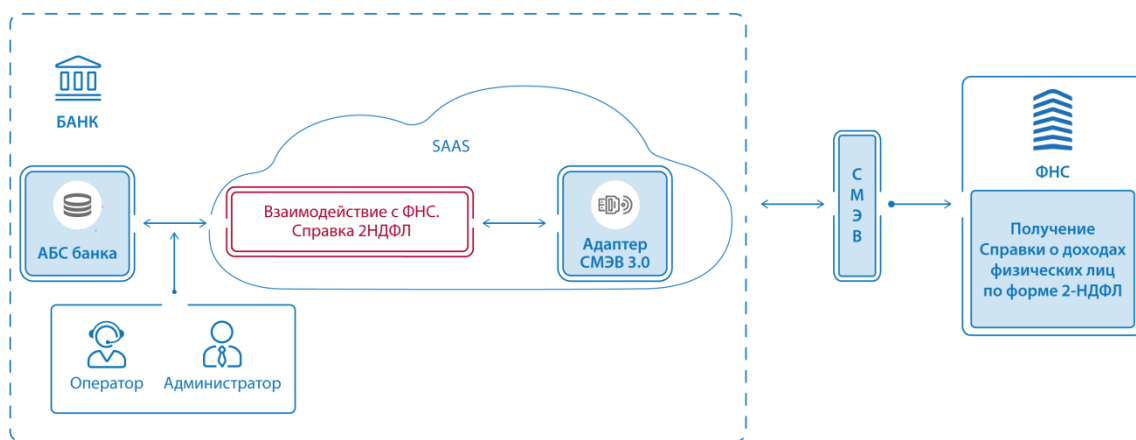 БАНК
SAAS
АБС банка
Взаимодействие с ФНС.
Справка 2НДФЛ
Адаптер
СМЭВ 3.0
Оператор
Администратор
С
М
Э
В
ФНС
Получение
Справки о доходах
физических лиц
по форме 2-НДФЛ